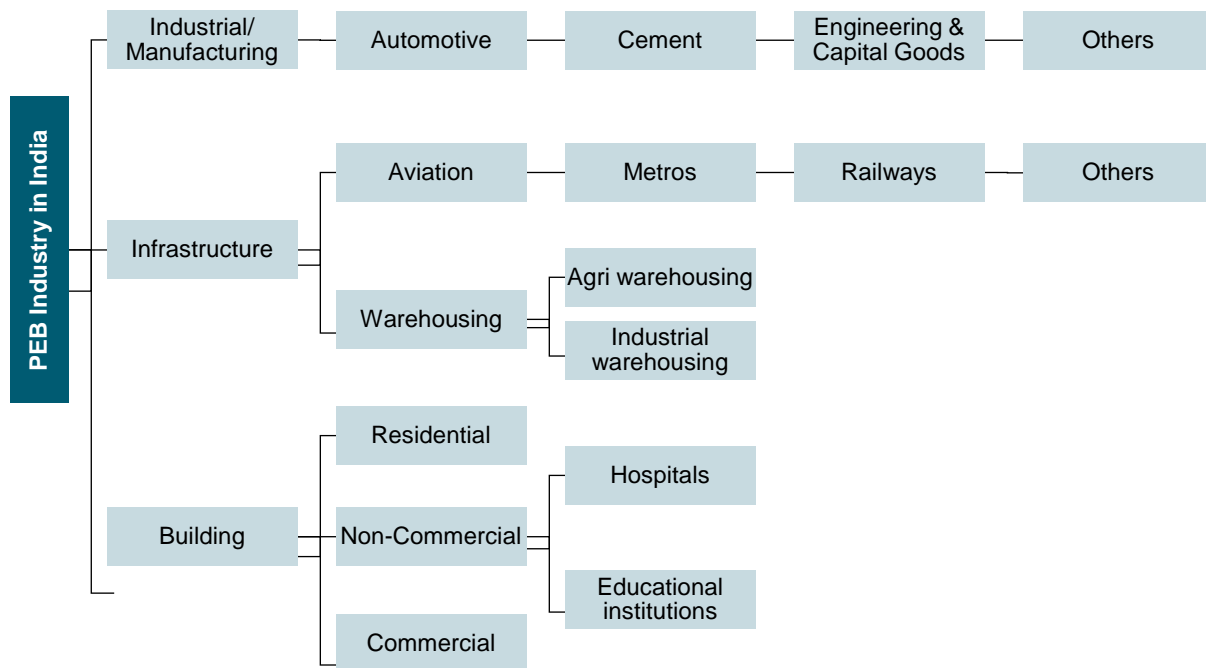 PEB Industry in India
Industrial/
Manufacturing
Automotive
Cement
Engineering &
Capital Goods
Others
Infrastructure
Aviation
Metros
Railways
Others
Warehousing
Agri warehousing
Industrial
warehousing
Building
Residential
Non-Commercial
Hospitals
Educational
institutions
Commercial